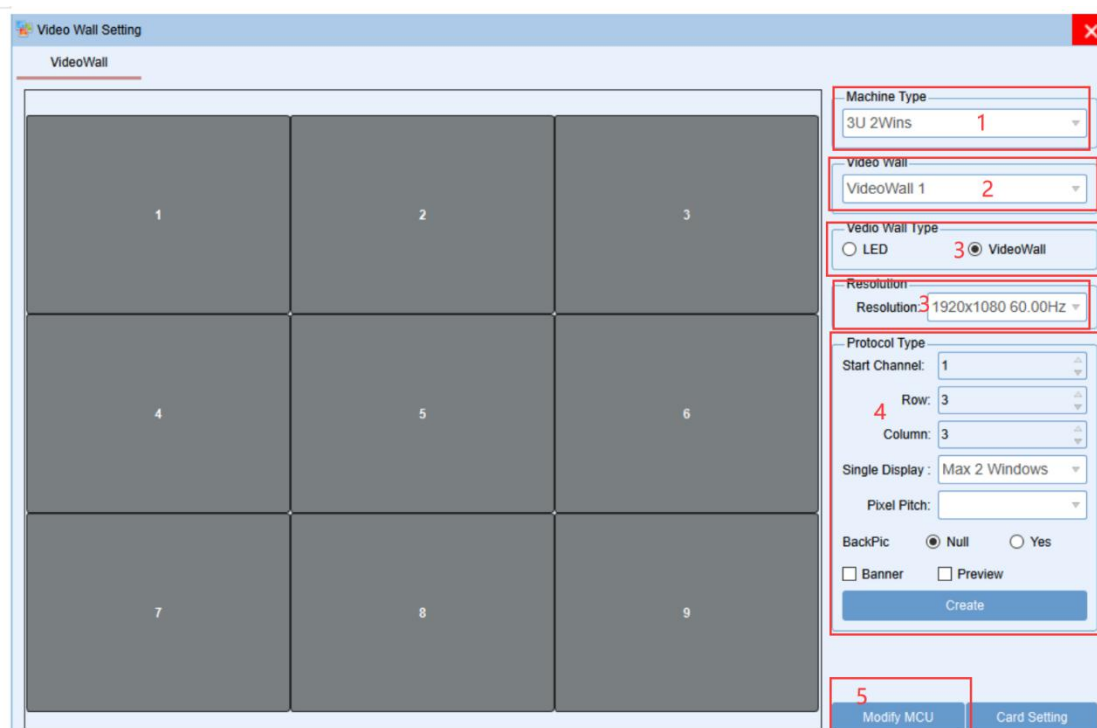 Video Wall Setting
VideoWall
1 2 3
4 5 6
7 8 9
Machine Type
3U 2Wins 1
Video Wall
VideoWall 1 2
Vedio Wall Type
LED 3 VideoWall
Resolution
Resolution: 3 1920x1080 60.00Hz
Protocol Type
Start Channel: 1
Row: 3
4
Column: 3
Single Display : Max 2 Windows
Pixel Pitch:
BackPic Null Yes
Banner Preview
Create
5
Modify MCU Card Setting